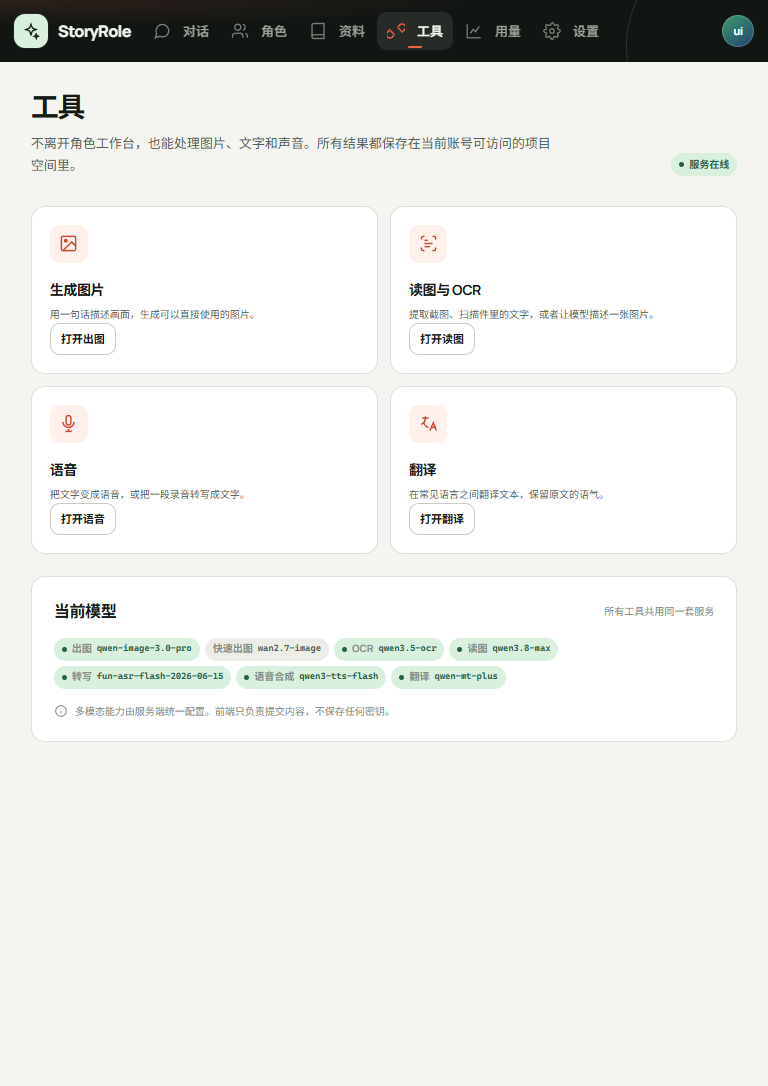 StoryRole 对话 角色 资料 工具 用量 设置 ui
工具
不离开角色工作台，也能处理图片、文字和声音。所有结果都保存在当前账号可访问的项目
空间里。
服务在线
生成图片
用一句话描述画面，生成可以直接使用的图片。
打开出图
读图与 OCR
提取截图、扫描件里的文字，或者让模型描述一张图片。
打开读图
语音
把文字变成语音，或把一段录音转写成文字。
打开语音
翻译
在常见语言之间翻译文本，保留原文的语气。
打开翻译
当前模型
所有工具共用同一套服务
出图 qwen-image-3.0-pro 快速出图 wan2.7-image OCR qwen3.5-ocr 读图 qwen3.8-max
转写 fun-asr-flash-2026-06-15 语音合成 qwen3-tts-flash 翻译 qwen-mt-plus
多模态能力由服务端统一配置。前端只负责提交内容，不保存任何密钥。